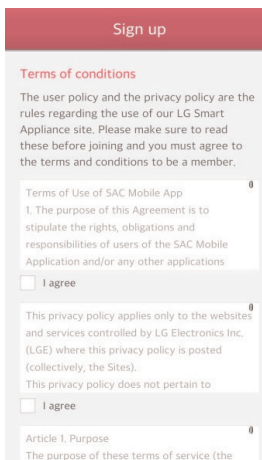 Sign up
Terms of conditions
The user policy and the privacy policy are the
rules regarding the use of our LG Smart
Appliance site. Please make sure to read
these before joining and you must agree to
the terms and conditions to be a member.
Terms of Use of SAC Mobile App
1. The purpose of this Agreement is to
stipulate the rights, obligations and
responsibilities of users of the SAC Mobile
Application and/or any other applications
I agree
This privacy policy applies only to the websites
and services controlled by LG Electronics Inc.
(LGE) where this privacy policy is posted
(collectively, the Sites).
This privacy policy does not pertain to
I agree
Article 1, Purpose
The purpose of these terms of service (the